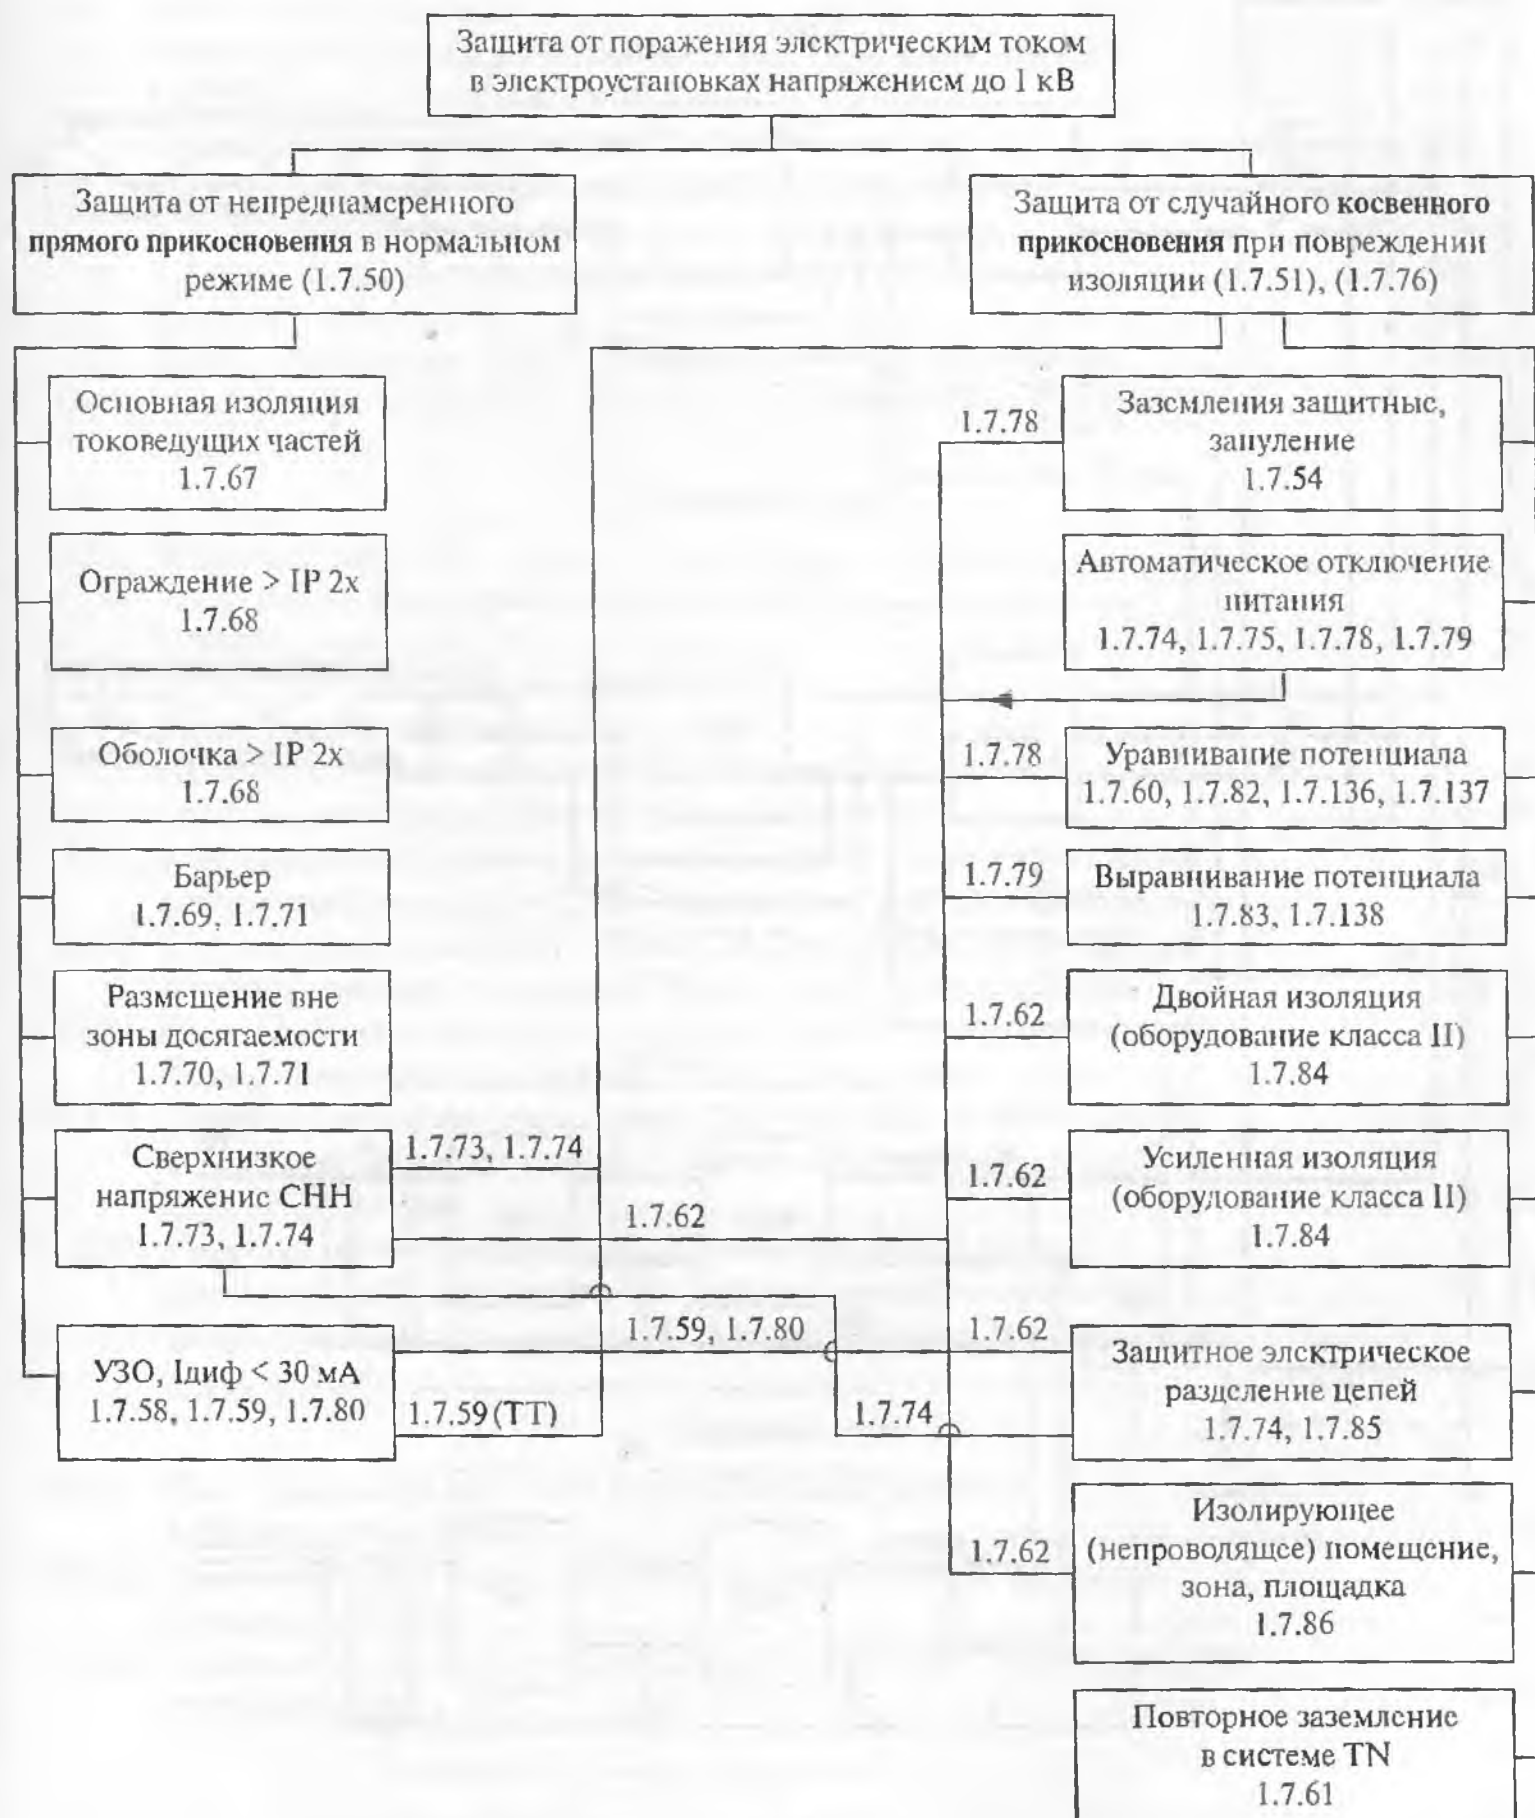 Защита от поражения электрическим током
в электроустановках напряжением до 1 кВ
Защита от непреднамеренного
прямого прикосновения в нормальном
режиме (1.7.50)
Защита от случайного косвенного
прикосновения при повреждении
изоляции (1.7.51), (1.7.76)
Основная изоляция
токоведущих частей
1.7.67
Ограждение > IP 2x
1.7.68
Оболочка > IP 2x
1.7.68
Барьер
1.7.69, 1.7.71
Размещение вне
зоны досягаемости
1.7.70, 1.7.71
Сверхнизкое
напряжение СНН
1.7.73, 1.7.74
УЗО, Iдиф < 30 мА
1.7.58, 1.7.59, 1.7.80
1.7.73, 1.7.74
1.7.62
1.7.59, 1.7.80
1.7.59 (ТТ)
1.7.74
1.7.78
Заземления защитные,
зануление
1.7.54
Автоматическое отключение
питания
1.7.74, 1.7.75, 1.7.78, 1.7.79
1.7.78
Уравнивание потенциала
1.7.60, 1.7.82, 1.7.136, 1.7.137
1.7.79
Выравнивание потенциала
1.7.83, 1.7.138
1.7.62
Двойная изоляция
(оборудование класса II)
1.7.84
1.7.62
Усиленная изоляция
(оборудование класса II)
1.7.84
1.7.62
Защитное электрическое
разделение цепей
1.7.74, 1.7.85
1.7.62
Изолирующее
(непроводящее) помещение,
зона, площадка
1.7.86
Повторное заземление
в системе TN
1.7.61